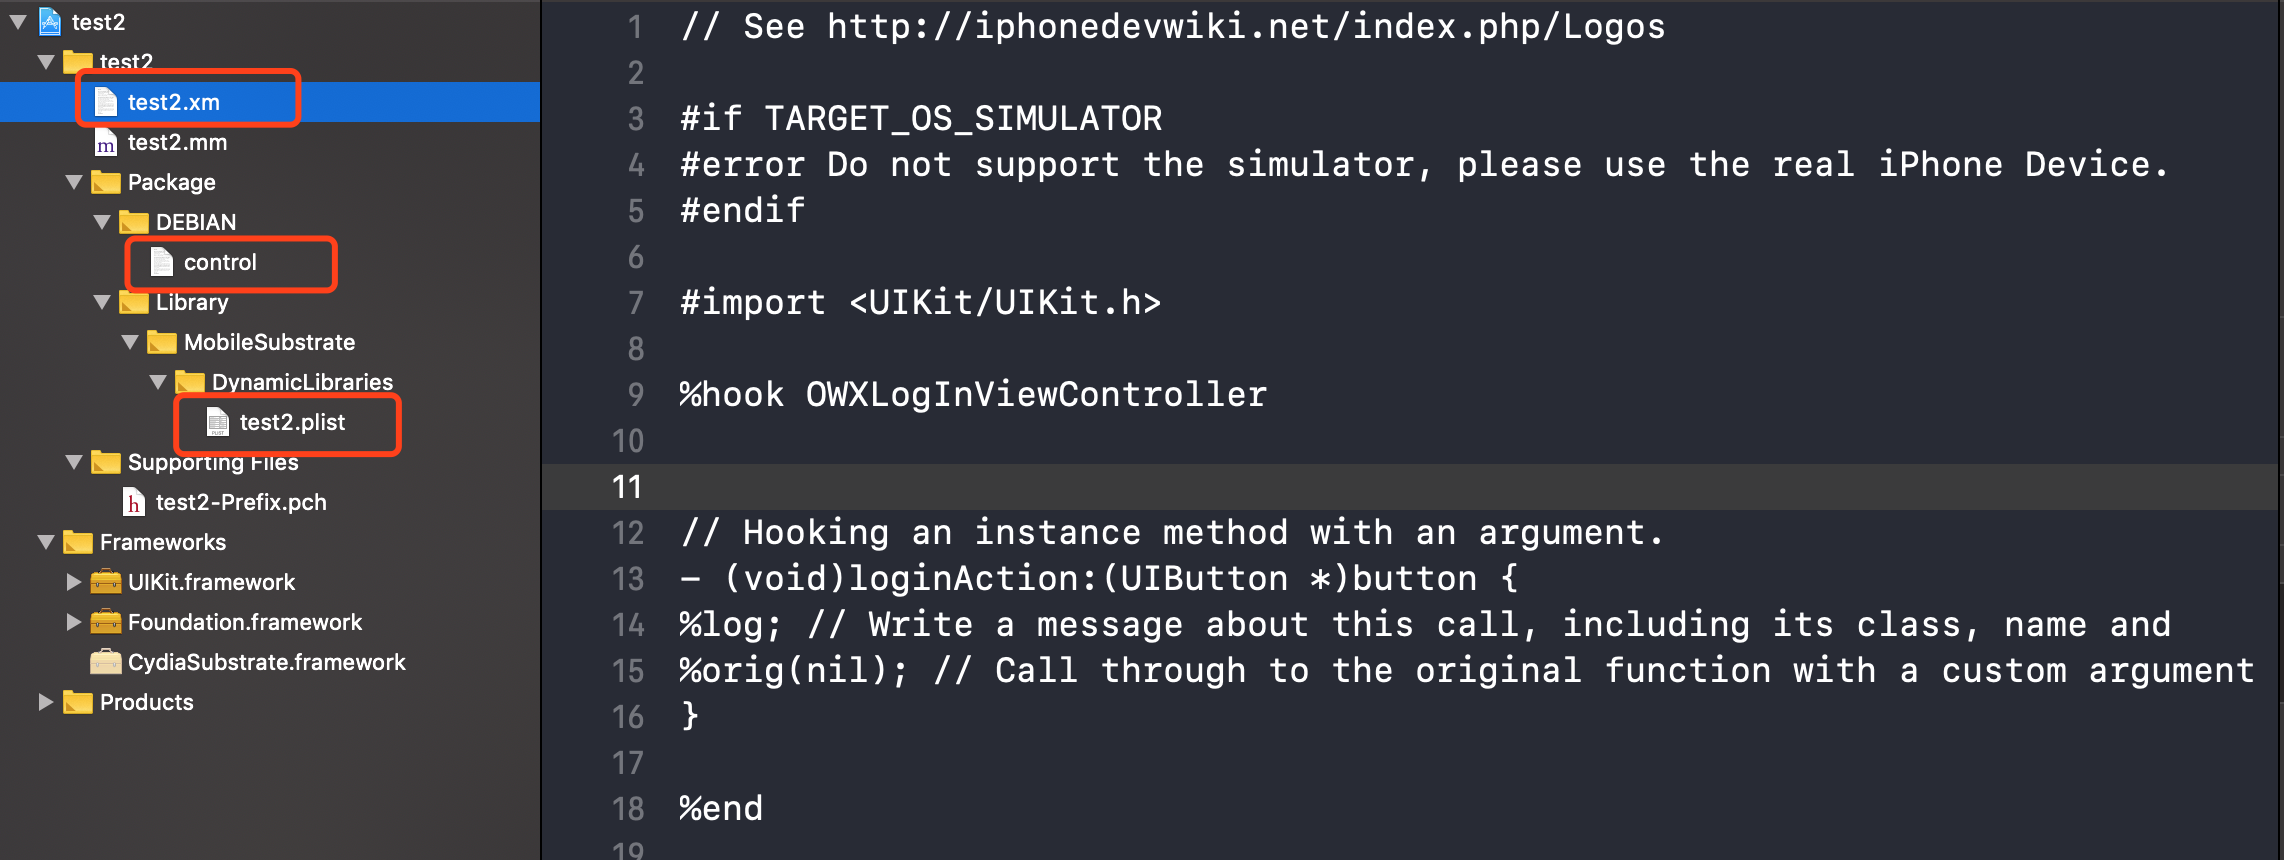 test2
test2
test2.xm
test2.mm
Package
DEBIAN
control
Library
MobileSubstrate
DynamicLibraries
test2.plist
Supporting Files
test2-Prefix.pch
Frameworks
UIKit.framework
Foundation.framework
CydiaSubstrate.framework
Products
1 // See http://iphonedevwiki.net/index.php/Logos
2
3 #if TARGET_OS_SIMULATOR
4 #error Do not support the simulator, please use the real iPhone Device.
5 #endif
6
7 #import <UIKit/UIKit.h>
8
9 %hook OWXLogInViewController
10
11
12 // Hooking an instance method with an argument.
13 - (void)loginAction:(UIButton *)button {
14 %log; // Write a message about this call, including its class, name and
15 %orig(nil); // Call through to the original function with a custom argument
16 }
17
18 %end
19